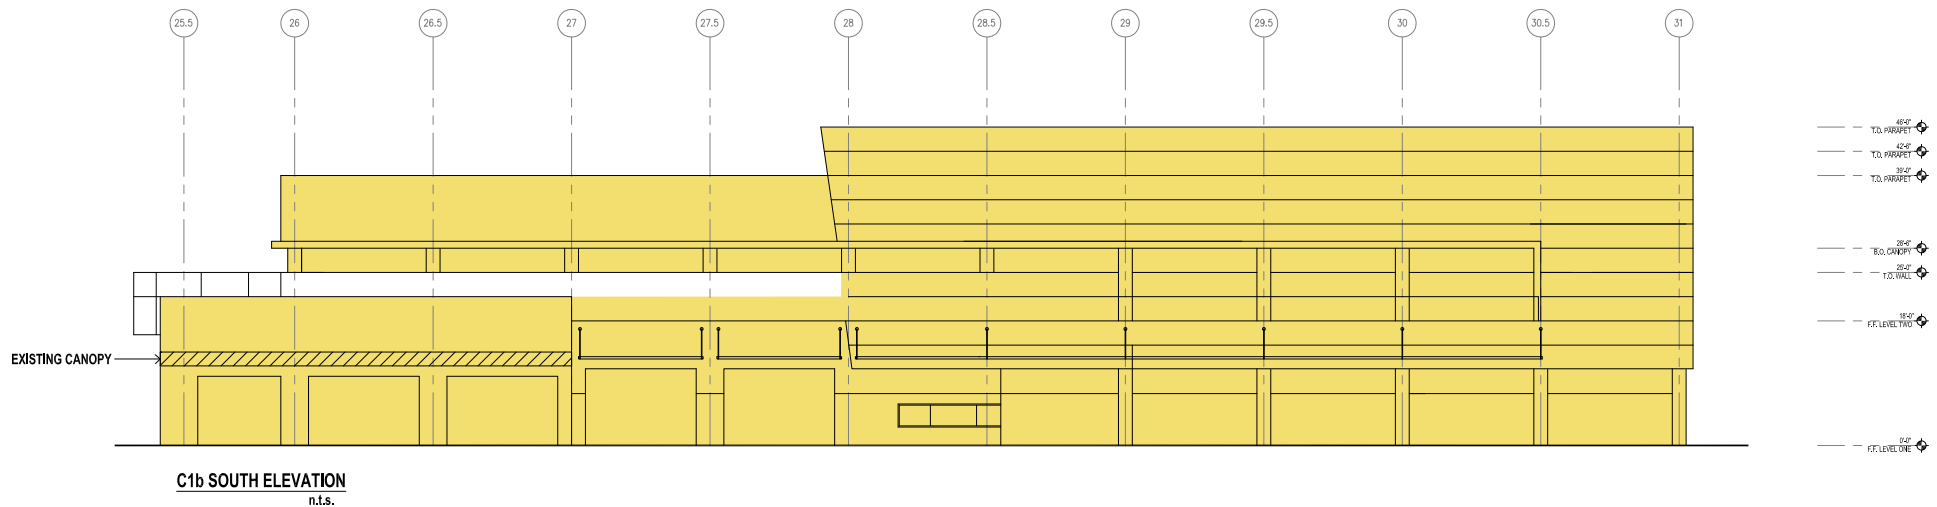 25.5 26 26.5 27 27.5 28 28.5 29 29.5 30 30.5 31
46'-0"
T.O. PARAPET
42'-6"
T.O. PARAPET
39'-0"
T.O. PARAPET
28'-6"
B.O. CANOPY
25'-0"
T.O. WALL
18'-0"
F.F. LEVEL TWO
EXISTING CANOPY
0'-0"
F.F. LEVEL ONE
C1b SOUTH ELEVATION
n.t.s.